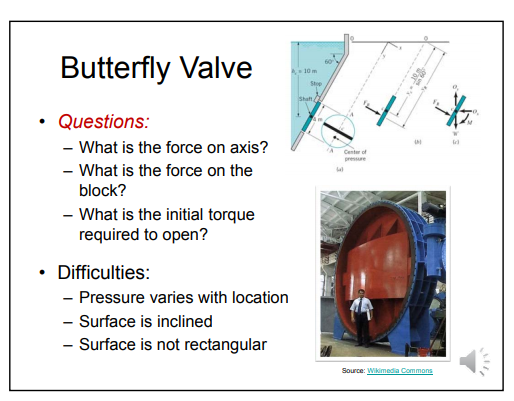 Butterfly Valve
• Questions:
– What is the force on axis?
– What is the force on the
block?
– What is the initial torque
required to open?
• Difficulties:
– Pressure varies with location
– Surface is inclined
– Surface is not rectangular
60°
= 10 m
Stop
Shaft
A
A
Center of
pressure
(a)
(b)
(c)
M
W
Source: Wikimedia Commons